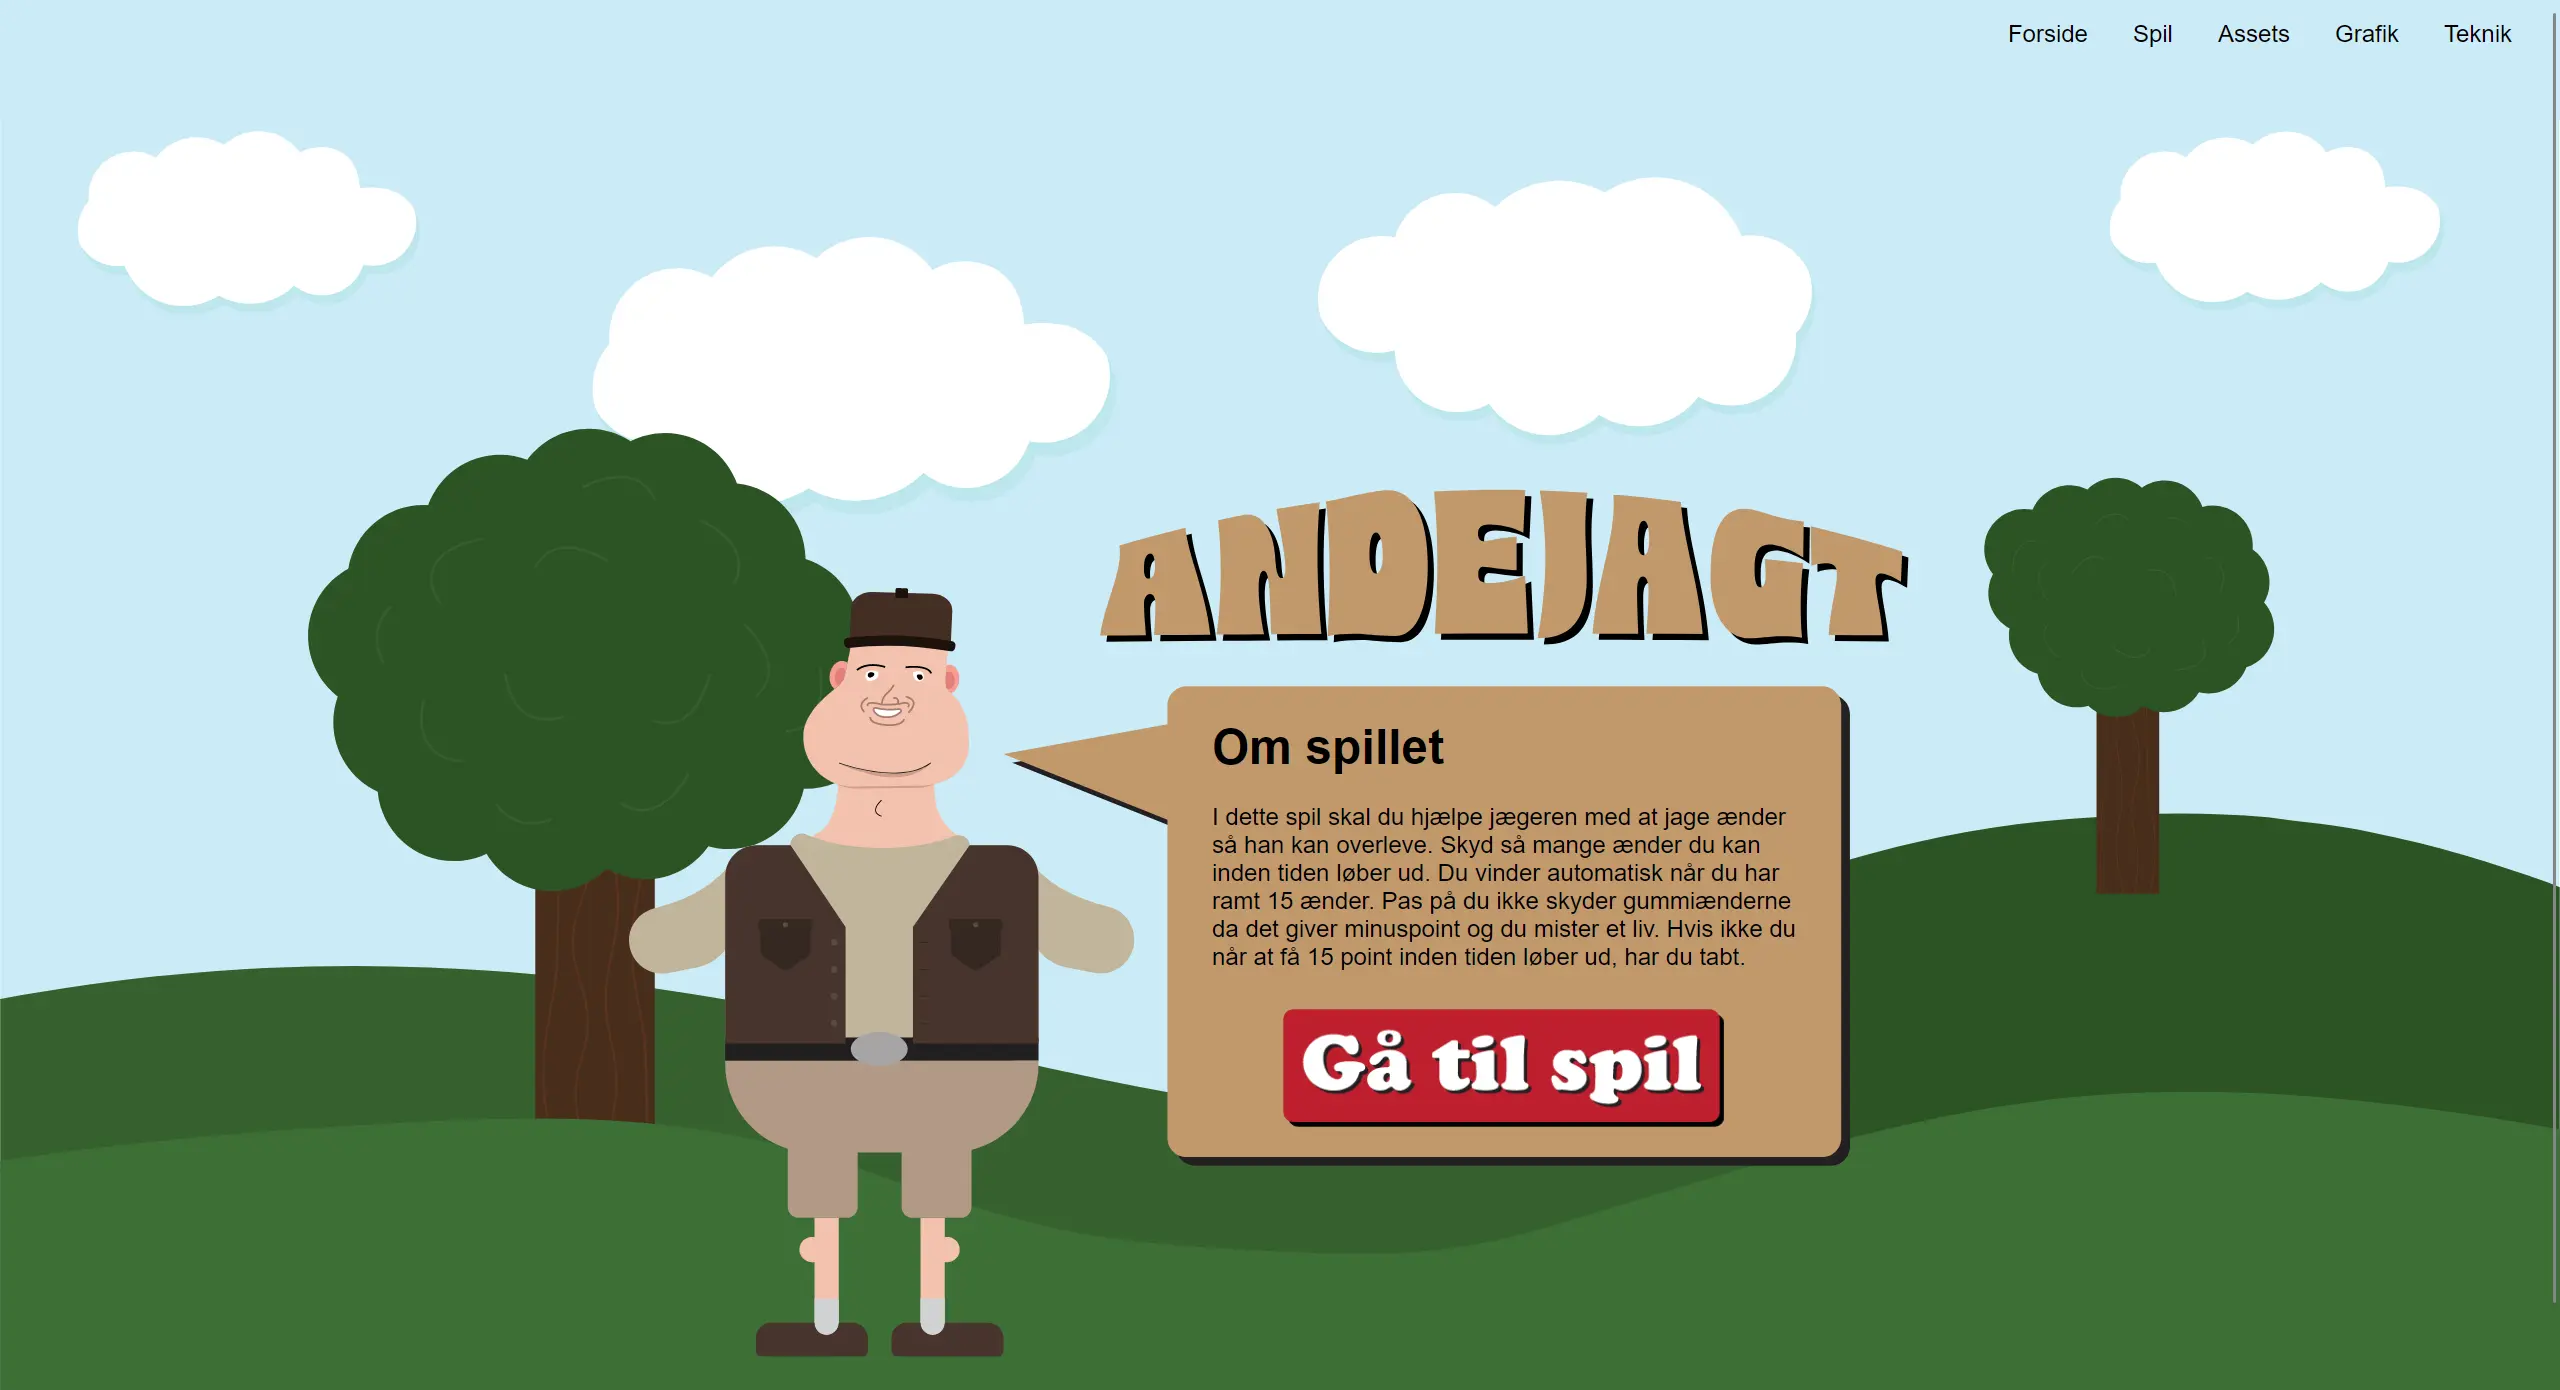 Forside Spil Assets Grafik Teknik
ANDEJAGT
Om spillet
I dette spil skal du hjælpe jægeren med at jage ænder
så han kan overleve. Skyd så mange ænder du kan
inden tiden løber ud. Du vinder automatisk når du har
ramt 15 ænder. Pas på du ikke skyder gummiænderne
da det giver minuspoint og du mister et liv. Hvis ikke du
når at få 15 point inden tiden løber ud, har du tabt.
Gå til spil